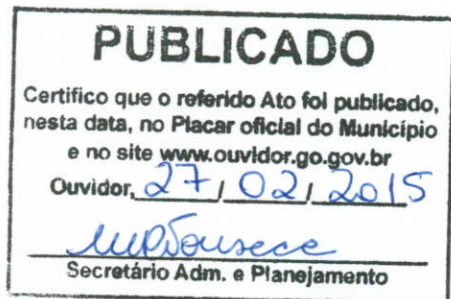 PUBLICADO
Certifico que o referido Ato foi publicado,
nesta data, no Placar oficial do Município
e no site www.ouvidor.go.gov.br
Ouvidor, 27 / 02 / 2015
Secretário Adm. e Planejamento